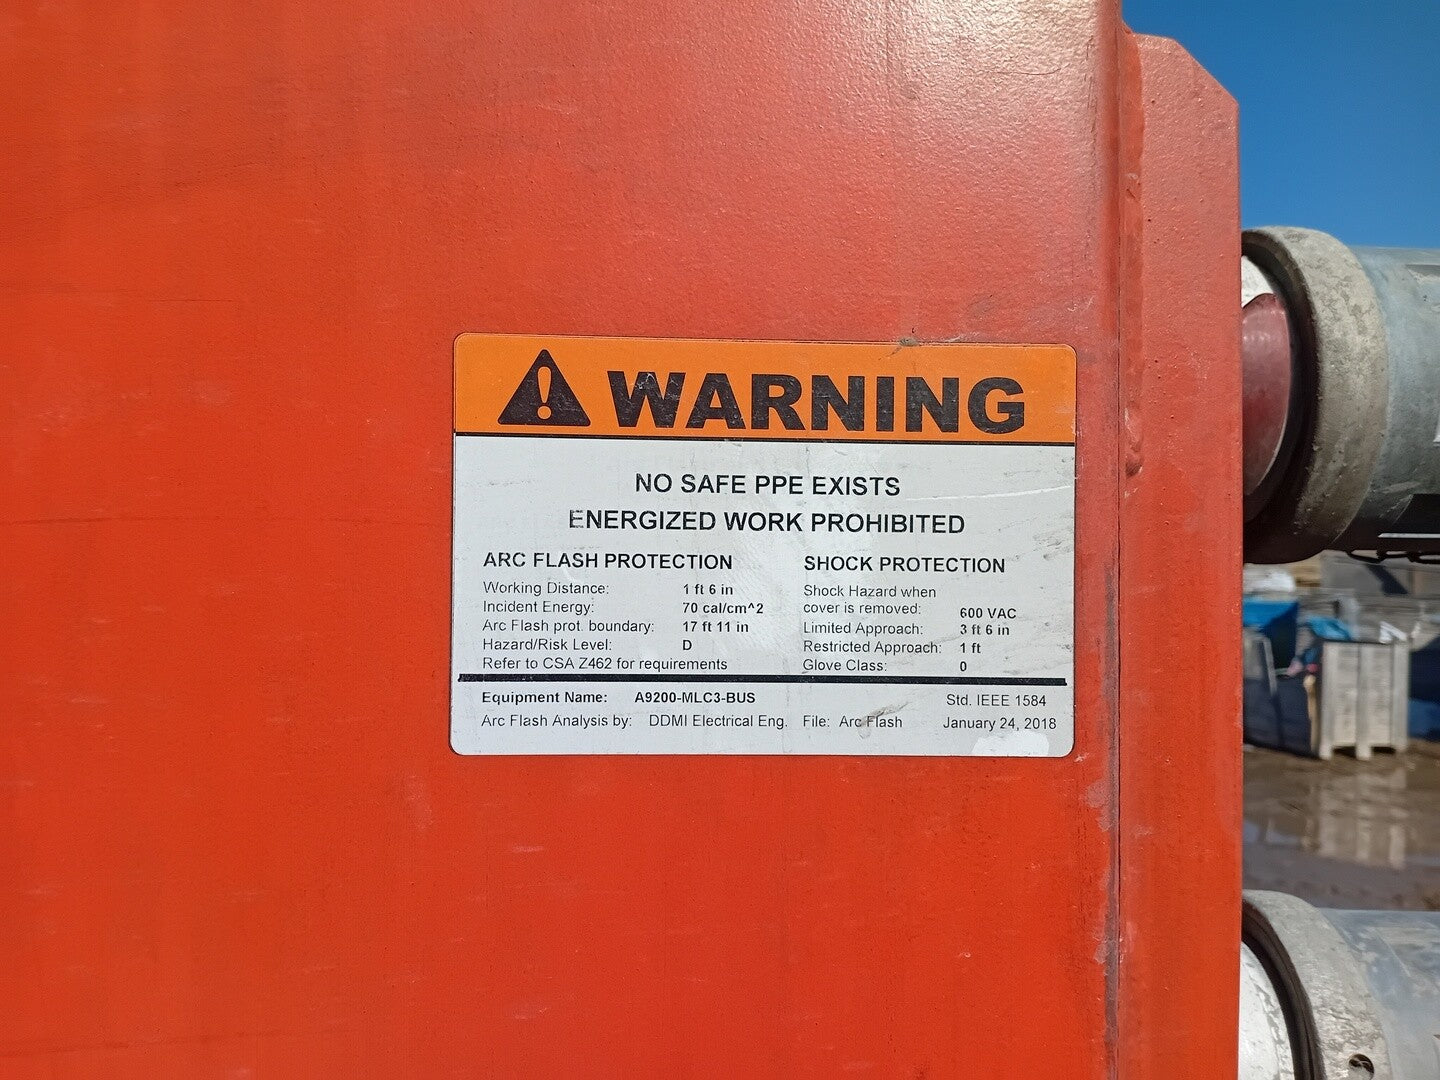 WARNING
NO SAFE PPE EXISTS
ENERGIZED WORK PROHIBITED
ARC FLASH PROTECTION
Working Distance: 1 ft 6 in
Incident Energy: 70 cal/cm^2
Arc Flash prot. boundary: 17 ft 11 in
Hazard/Risk Level: D
Refer to CSA Z462 for requirements
SHOCK PROTECTION
Shock Hazard when
cover is removed: 600 VAC
Limited Approach: 3 ft 6 in
Restricted Approach: 1 ft
Glove Class: 0
Equipment Name: A9200-MLC3-BUS Std. IEEE 1584
Arc Flash Analysis by: DDMI Electrical Eng. File: Arc Flash January 24, 2018